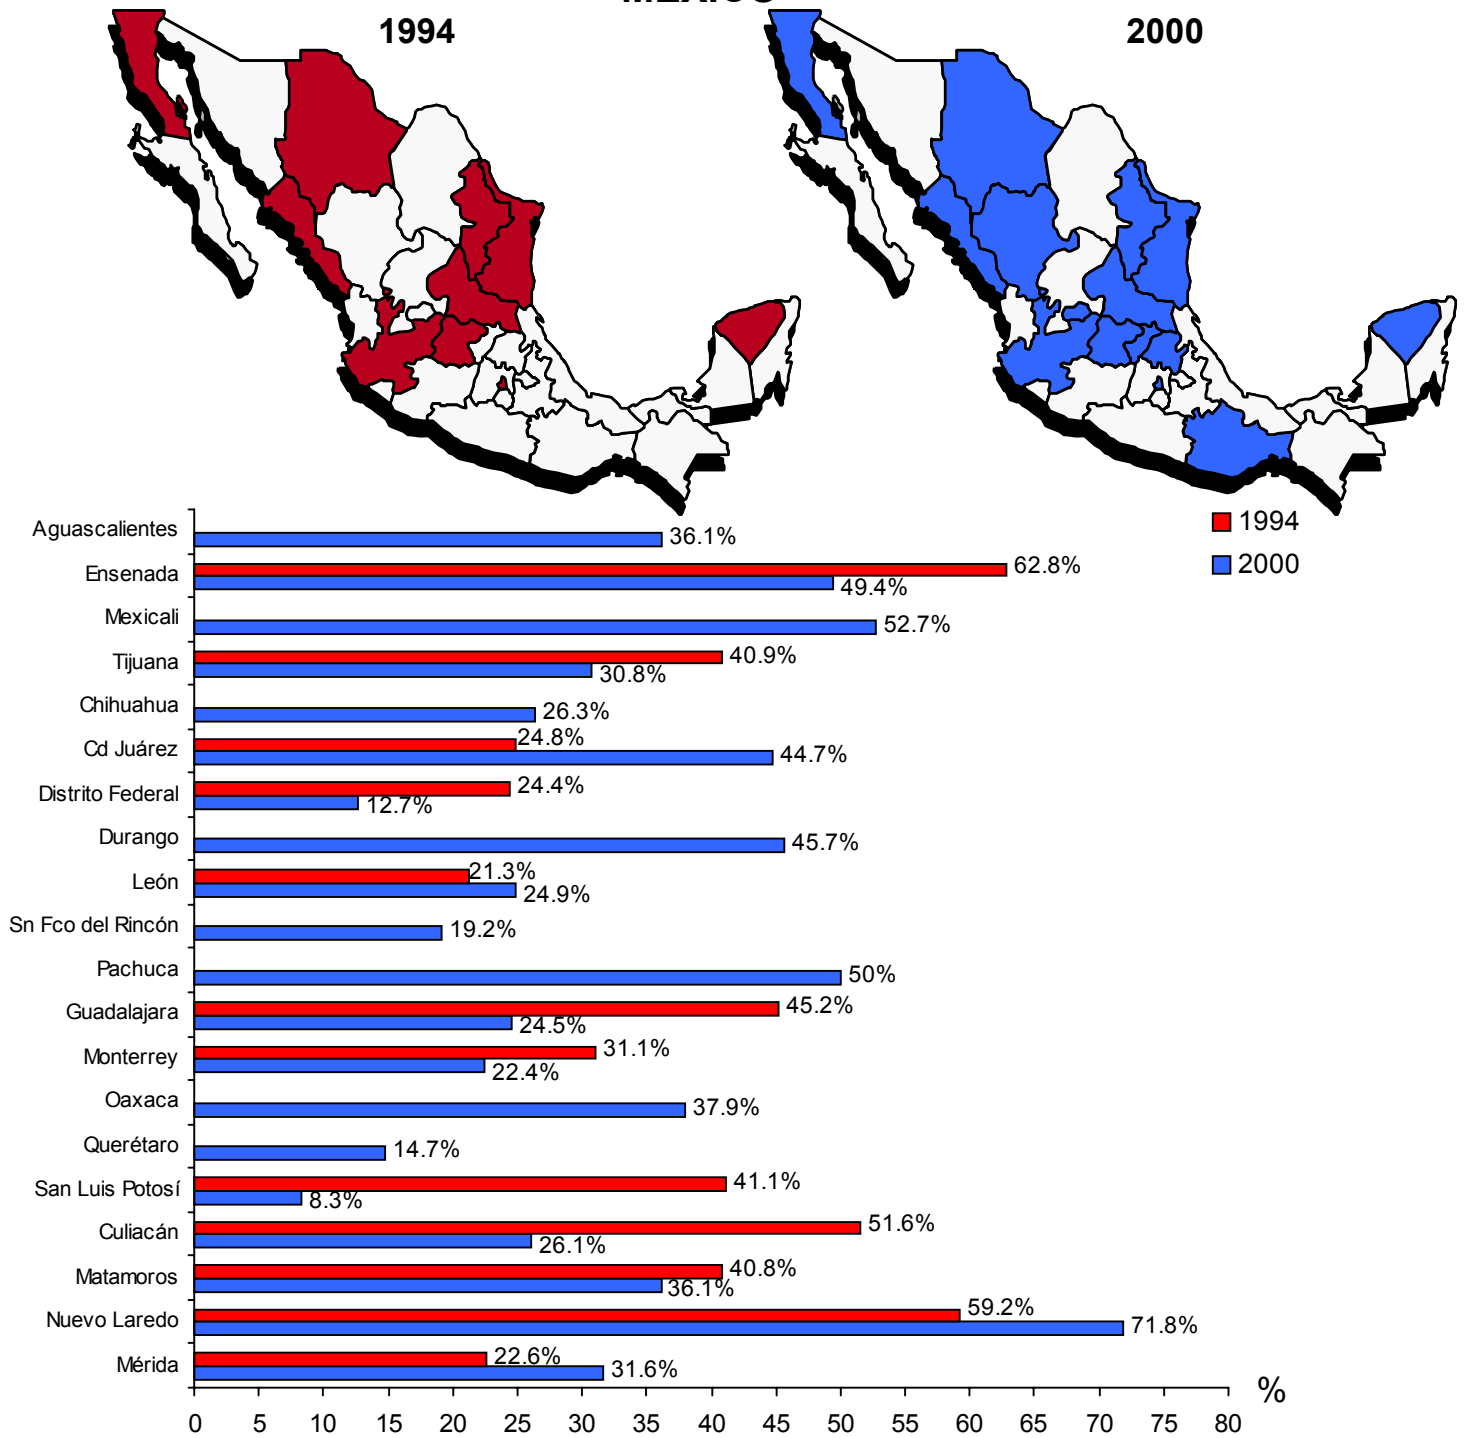 1994
2000
1994
2000
Aguascalientes 36.1%
Ensenada 62.8% 49.4%
Mexicali 52.7%
Tijuana 40.9% 30.8%
Chihuahua 26.3%
Cd Juárez 24.8% 44.7%
Distrito Federal 24.4% 12.7%
Durango 45.7%
León 21.3% 24.9%
Sn Fco del Rincón 19.2%
Pachuca 50%
Guadalajara 45.2% 24.5%
Monterrey 31.1% 22.4%
Oaxaca 37.9%
Querétaro 14.7%
San Luis Potosí 41.1% 8.3%
Culiacán 51.6% 26.1%
Matamoros 40.8% 36.1%
Nuevo Laredo 59.2% 71.8%
Mérida 22.6% 31.6%
%
0 5 10 15 20 25 30 35 40 45 50 55 60 65 70 75 80